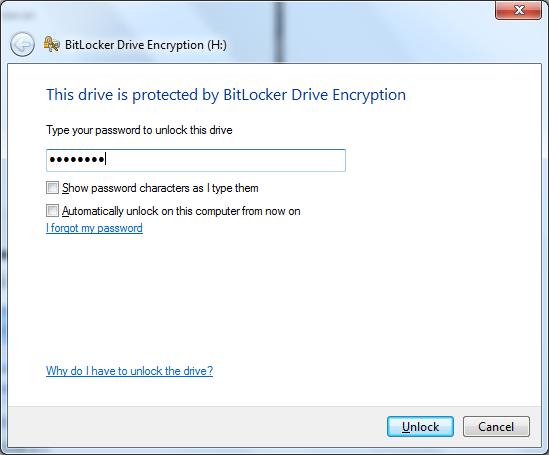 BitLocker Drive Encryption (H:)
This drive is protected by BitLocker Drive Encryption
Type your password to unlock this drive
••••••••
Show password characters as I type them
Automatically unlock on this computer from now on
I forgot my password
Why do I have to unlock the drive?
Unlock Cancel